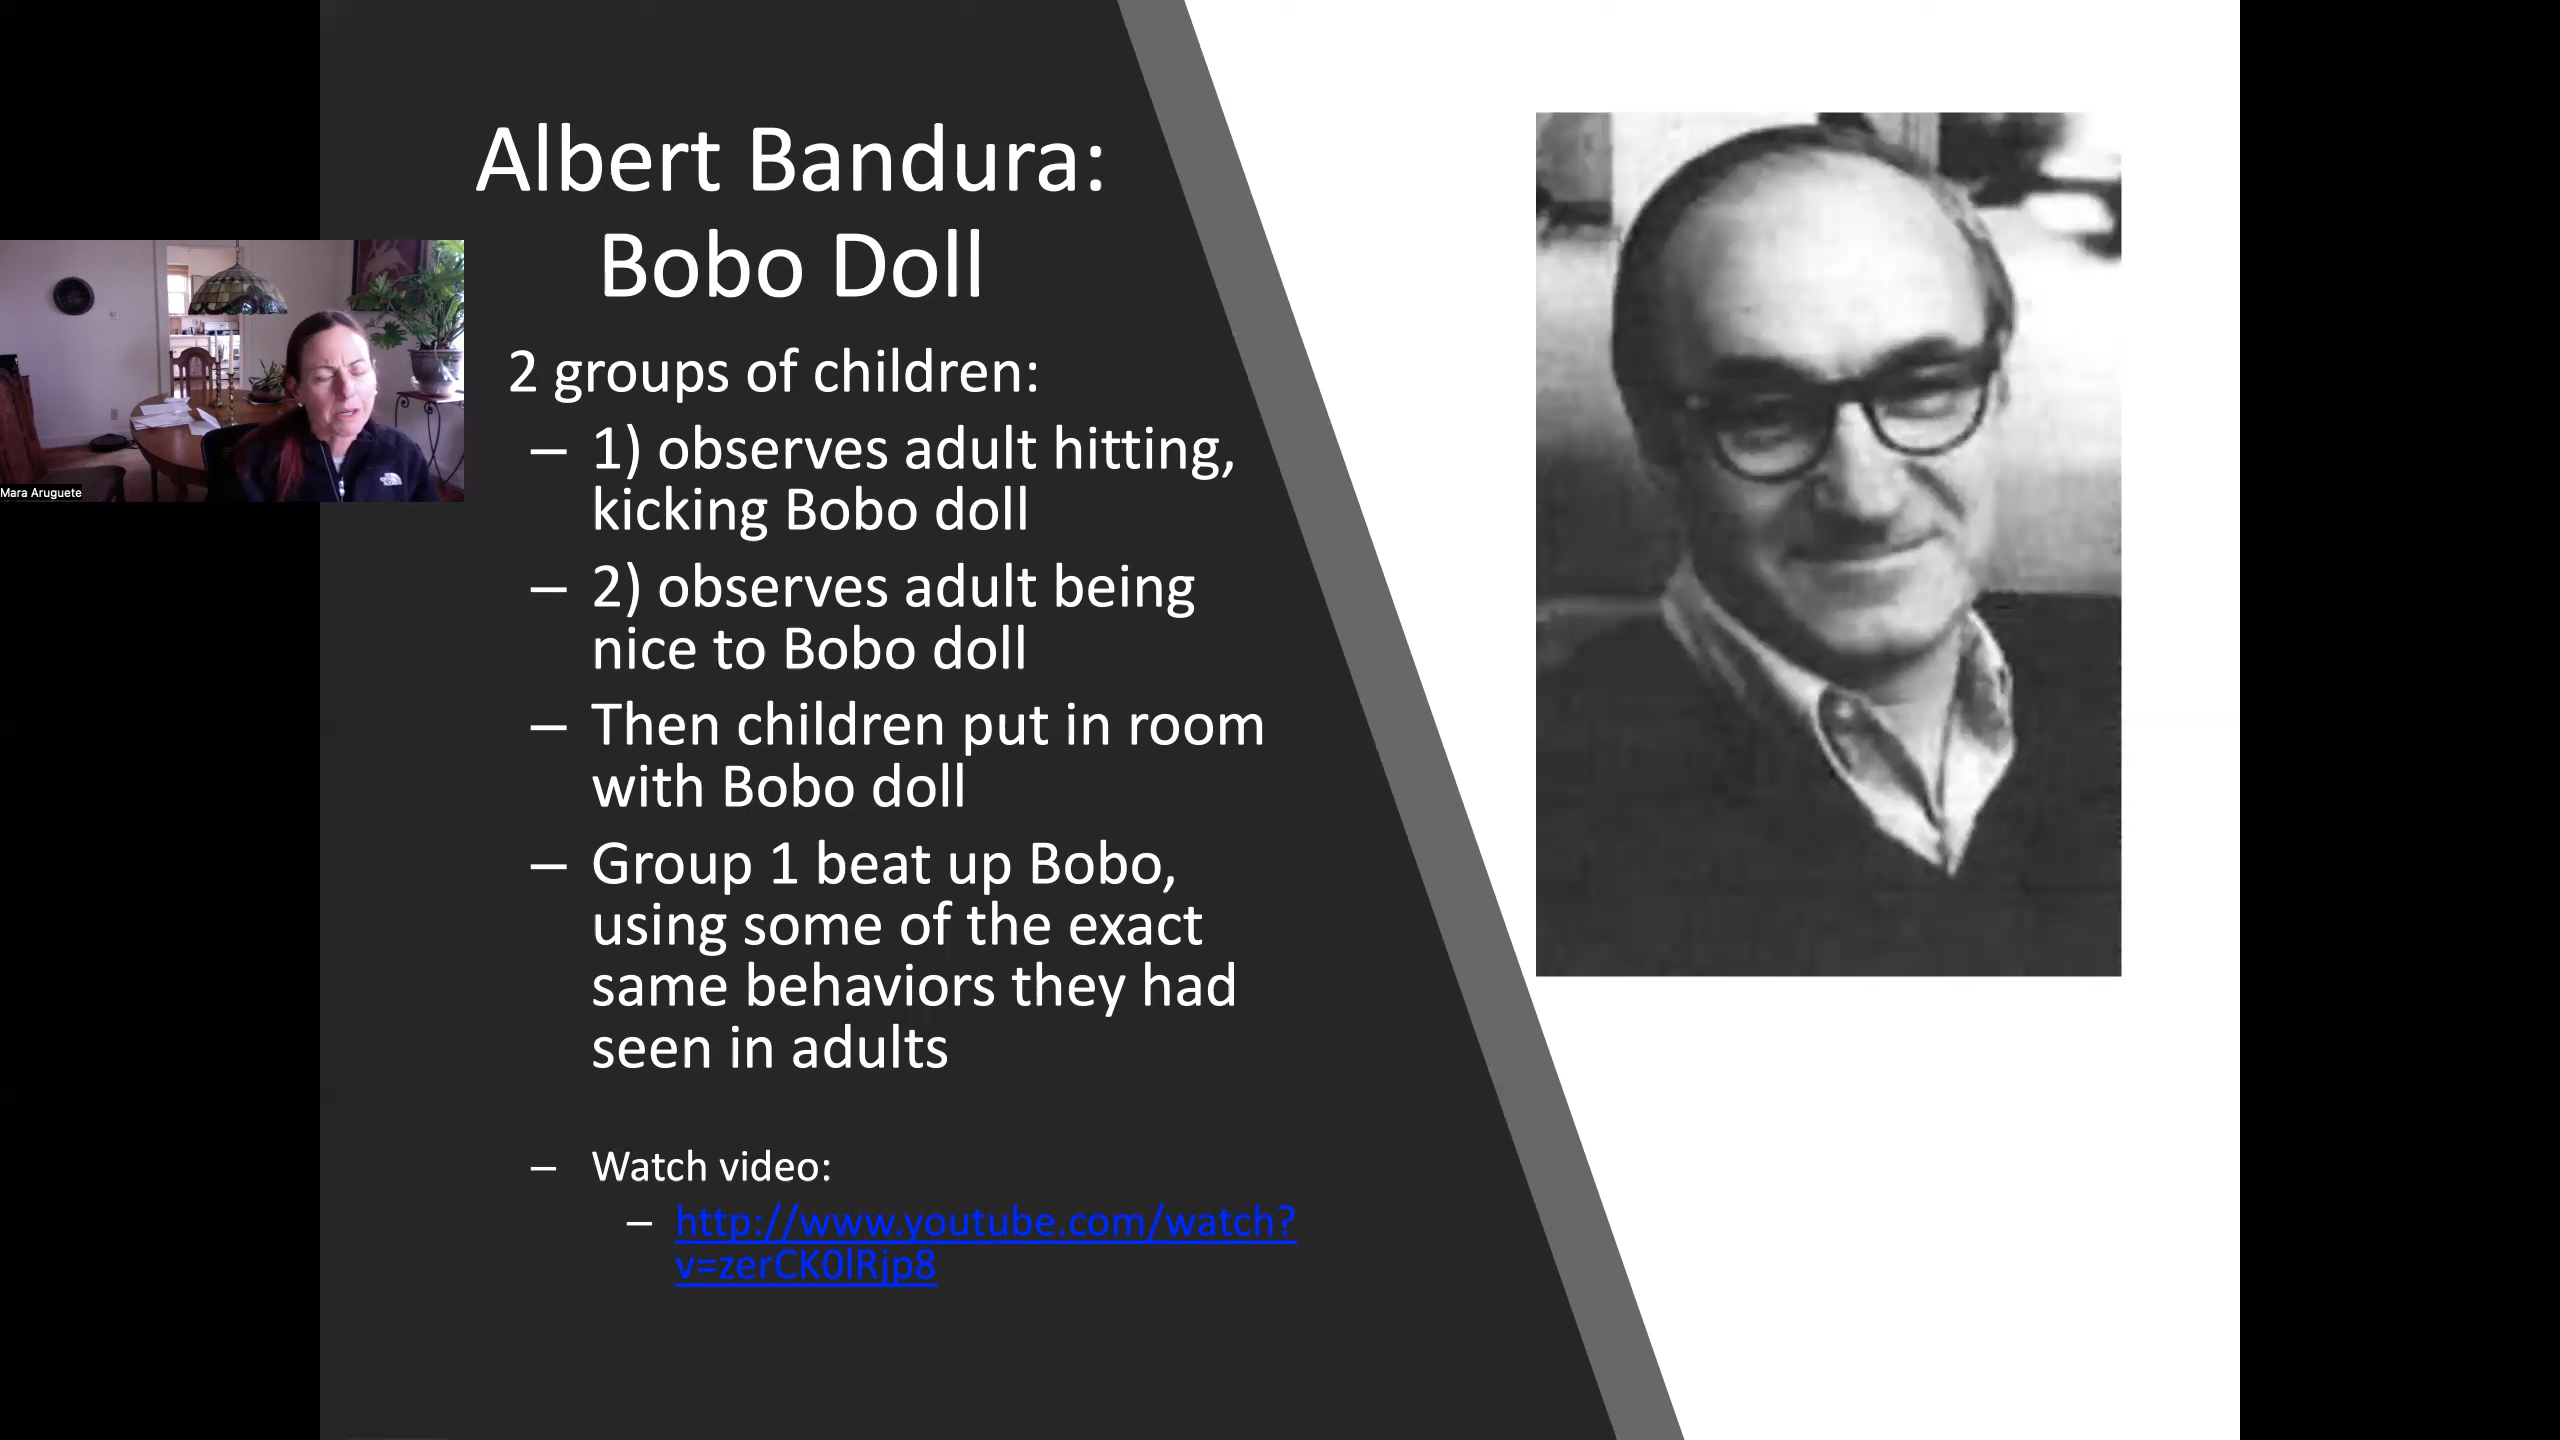 Albert Bandura:
Bobo Doll
Mara Aruguete
2 groups of children:
– 1) observes adult hitting,
kicking Bobo doll
– 2) observes adult being
nice to Bobo doll
– Then children put in room
with Bobo doll
– Group 1 beat up Bobo,
using some of the exact
same behaviors they had
seen in adults
– Watch video:
– http://www.youtube.com/watch?
v=zerCK0lRjp8